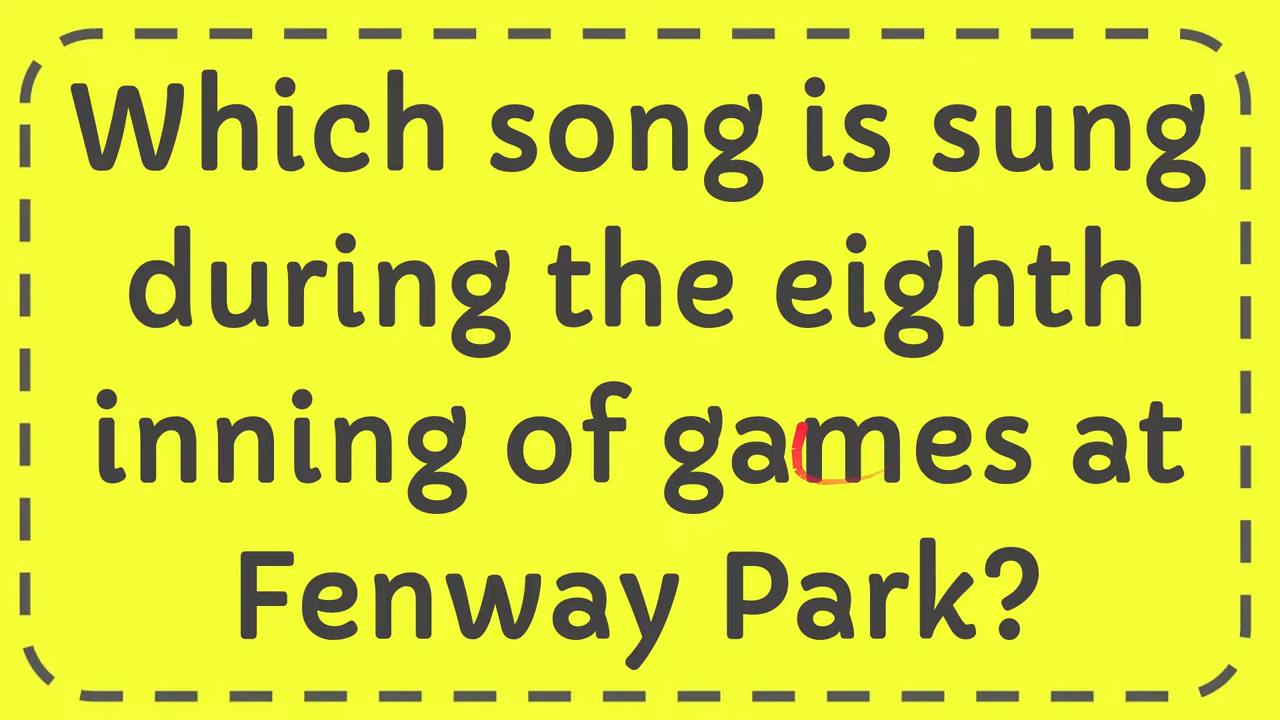 Which song is sung
during the eighth
inning of games at
Fenway Park?